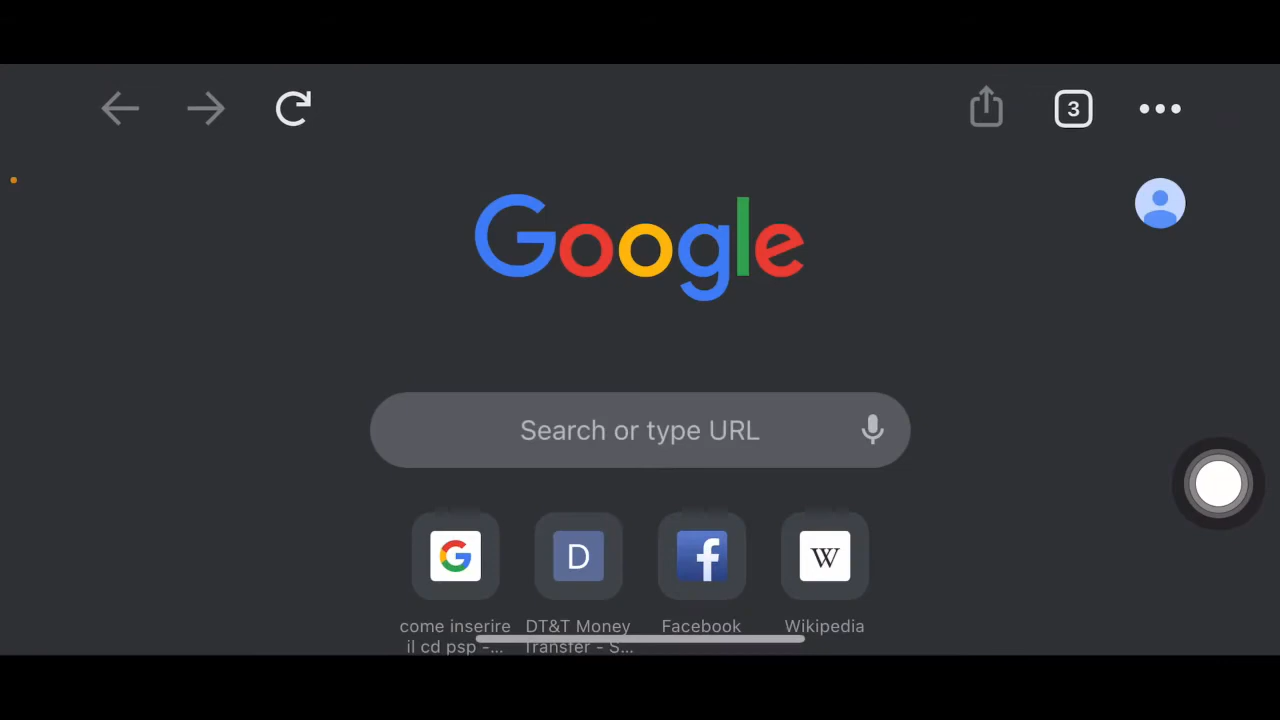 3
Google
Search or type URL
G
D
f
W
come inserire
il cd psp -...
DT&T Money
Transfer - S...
Facebook
Wikipedia